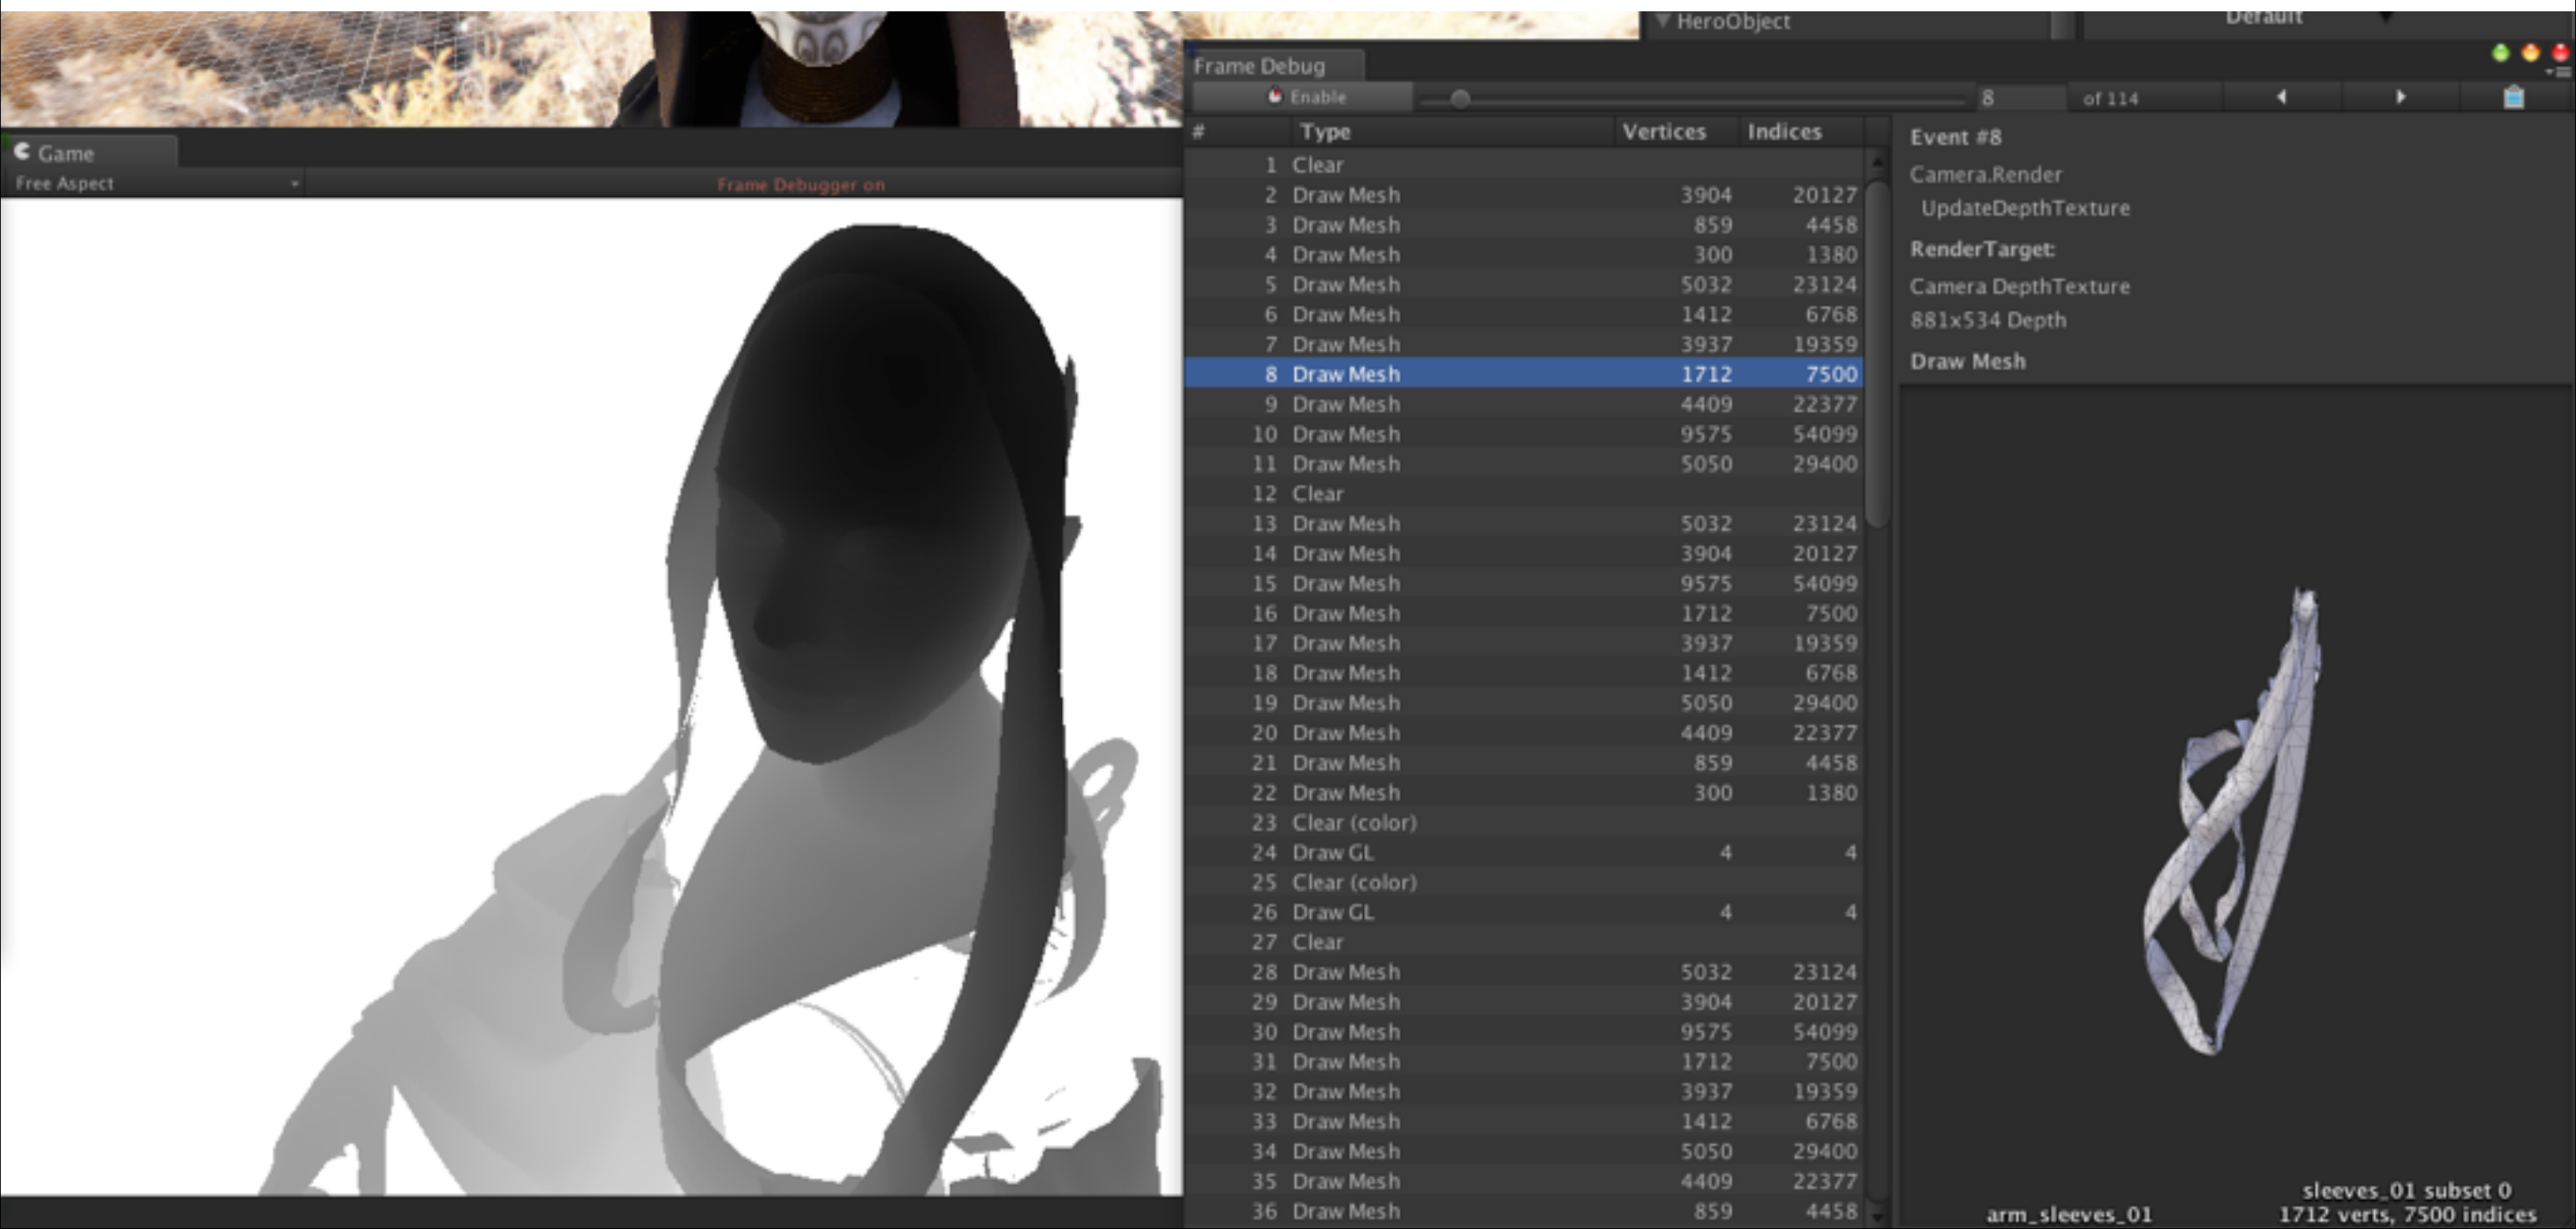 HeroObject
Default
Frame Debug
Enable
8
of 114
Game
Free Aspect
Frame Debugger on
# Type Vertices Indices
1 Clear
2 Draw Mesh 3904 20127
3 Draw Mesh 859 4458
4 Draw Mesh 300 1380
5 Draw Mesh 5032 23124
6 Draw Mesh 1412 6768
7 Draw Mesh 3937 19359
8 Draw Mesh 1712 7500
9 Draw Mesh 4409 22377
10 Draw Mesh 9575 54099
11 Draw Mesh 5050 29400
12 Clear
13 Draw Mesh 5032 23124
14 Draw Mesh 3904 20127
15 Draw Mesh 9575 54099
16 Draw Mesh 1712 7500
17 Draw Mesh 3937 19359
18 Draw Mesh 1412 6768
19 Draw Mesh 5050 29400
20 Draw Mesh 4409 22377
21 Draw Mesh 859 4458
22 Draw Mesh 300 1380
23 Clear (color)
24 Draw GL 4 4
25 Clear (color)
26 Draw GL 4 4
27 Clear
28 Draw Mesh 5032 23124
29 Draw Mesh 3904 20127
30 Draw Mesh 9575 54099
31 Draw Mesh 1712 7500
32 Draw Mesh 3937 19359
33 Draw Mesh 1412 6768
34 Draw Mesh 5050 29400
35 Draw Mesh 4409 22377
36 Draw Mesh 859 4458
Event #8
Camera.Render
UpdateDepthTexture
RenderTarget:
Camera DepthTexture
881x534 Depth
Draw Mesh
sleeves_01 subset 0
arm_sleeves_01
1712 verts, 7500 indices